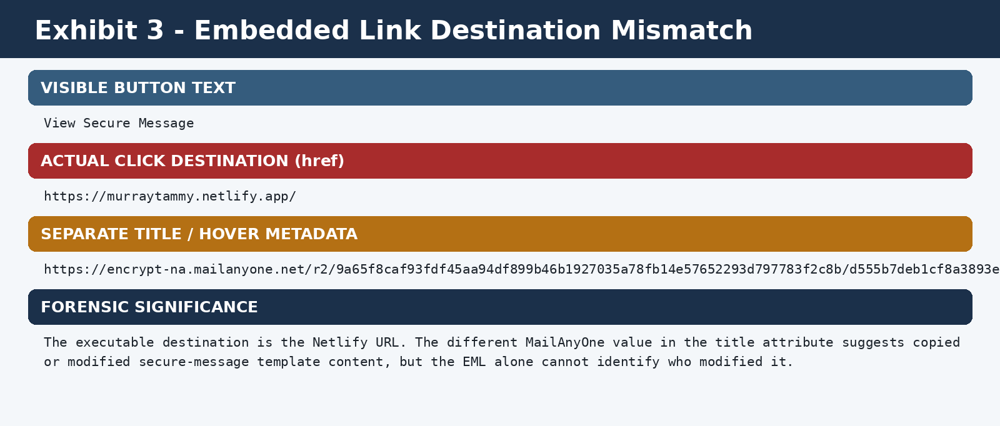 Exhibit 3 - Embedded Link Destination Mismatch
VISIBLE BUTTON TEXT
View Secure Message
ACTUAL CLICK DESTINATION (href)
https://murraytammy.netlify.app/
SEPARATE TITLE / HOVER METADATA
https://encrypt-na.mailanyone.net/r2/9a65f8caf93fdf45aa94df899b46b1927035a78fb14e57652293d797783f2c8b/d555b7deb1cf8a3893e
FORENSIC SIGNIFICANCE
The executable destination is the Netlify URL. The different MailAnyOne value in the title attribute suggests copied
or modified secure-message template content, but the EML alone cannot identify who modified it.